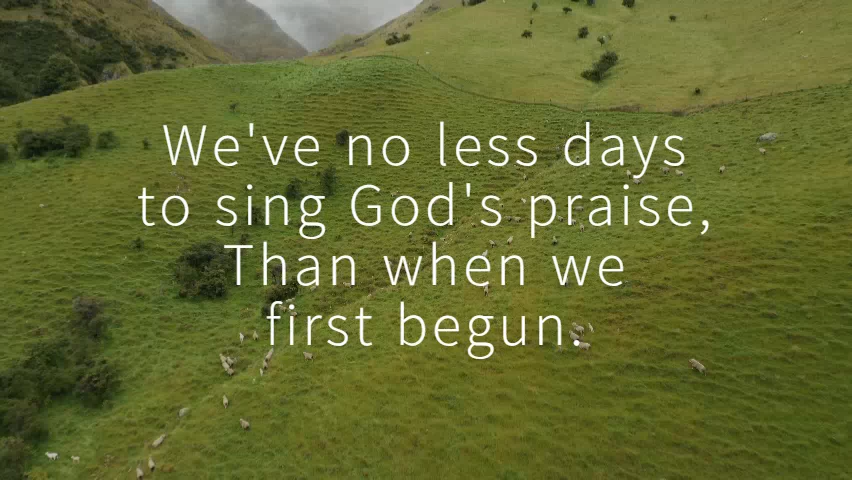 We've no less days
to sing God's praise,
Than when we
first begun.